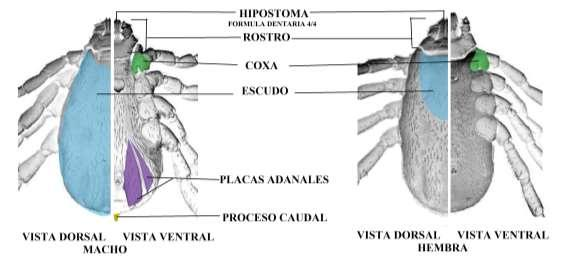 HIPOSTOMA
FORMULA DENTARIA 4/4
ROSTRO
COXA
ESCUDO
PLACAS ADANALES
PROCESO CAUDAL
VISTA DORSAL VISTA VENTRAL
MACHO
VISTA DORSAL VISTA VENTRAL
HEMBRA